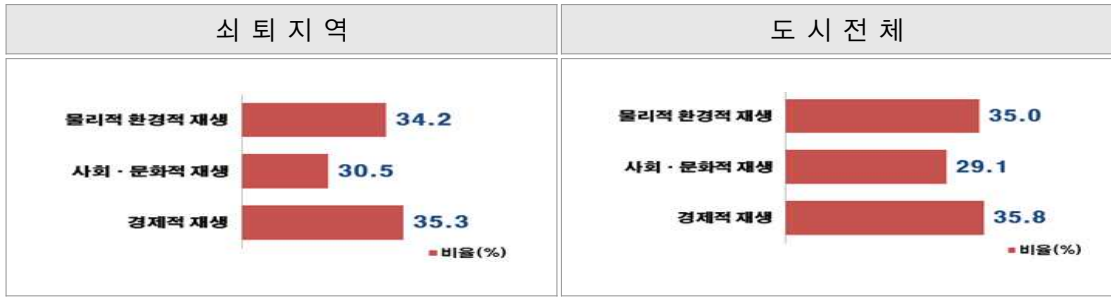 쇠 퇴 지 역
도 시 전 체
물리적 환경적 재생 34.2
사회 · 문화적 재생 30.5
경제적 재생 35.3
비율(%)
물리적 환경적 재생 35.0
사회 · 문화적 재생 29.1
경제적 재생 35.8
비율(%)